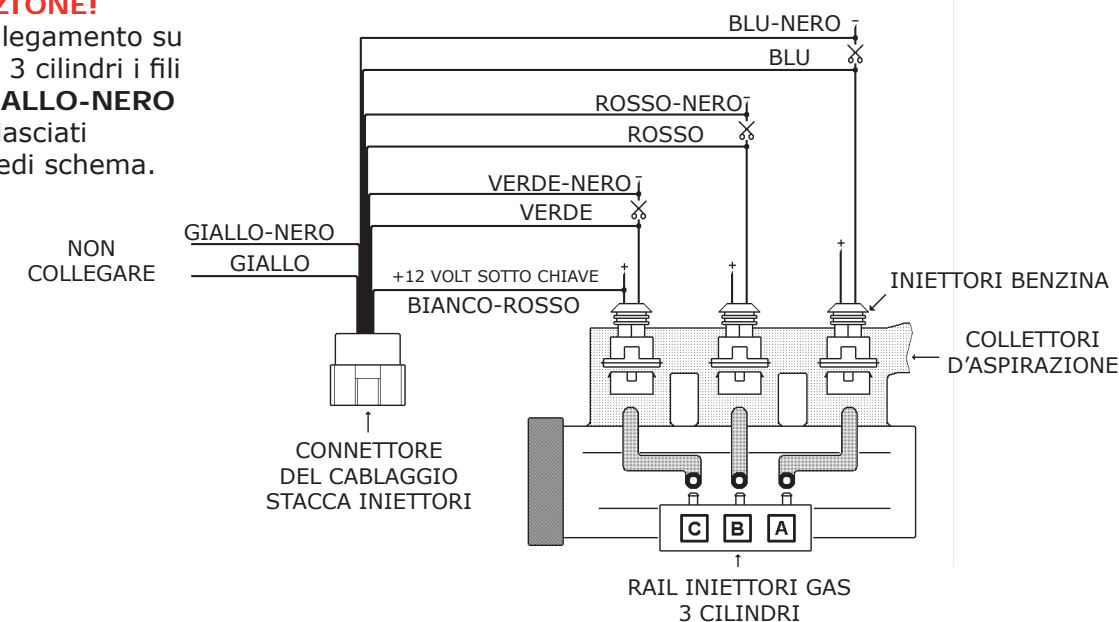 ZIONE!
legamento su
3 cilindri i fili
ALLO-NERO
lasciati
edi schema.
BLU-NERO -
BLU
ROSSO-NERO -
ROSSO
VERDE-NERO -
VERDE
GIALLO-NERO
GIALLO
NON
COLLEGARE
+12 VOLT SOTTO CHIAVE
BIANCO-ROSSO
+
+
+
INIETTORI BENZINA
COLLETTORI
D'ASPIRAZIONE
CONNETTORE
DEL CABLAGGIO
STACCA INIETTORI
C B A
RAIL INIETTORI GAS
3 CILINDRI